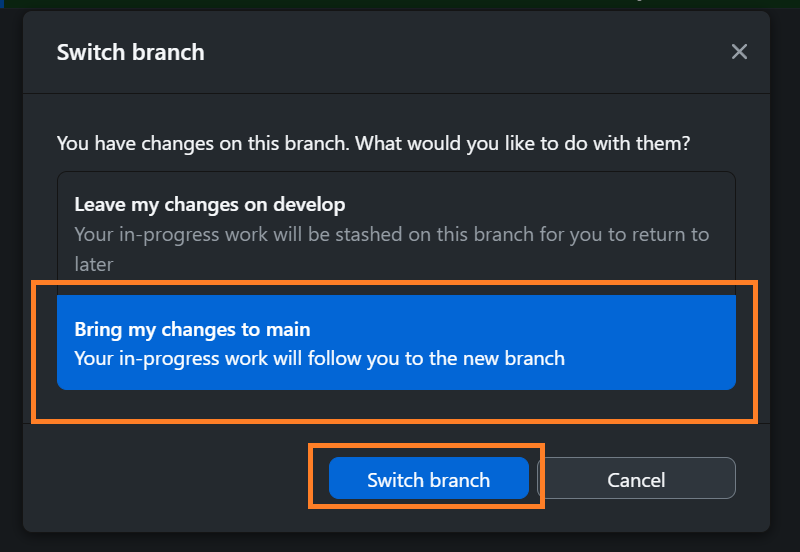 Switch branch
You have changes on this branch. What would you like to do with them?
Leave my changes on develop
Your in-progress work will be stashed on this branch for you to return to
later
Bring my changes to main
Your in-progress work will follow you to the new branch
Switch branch
Cancel